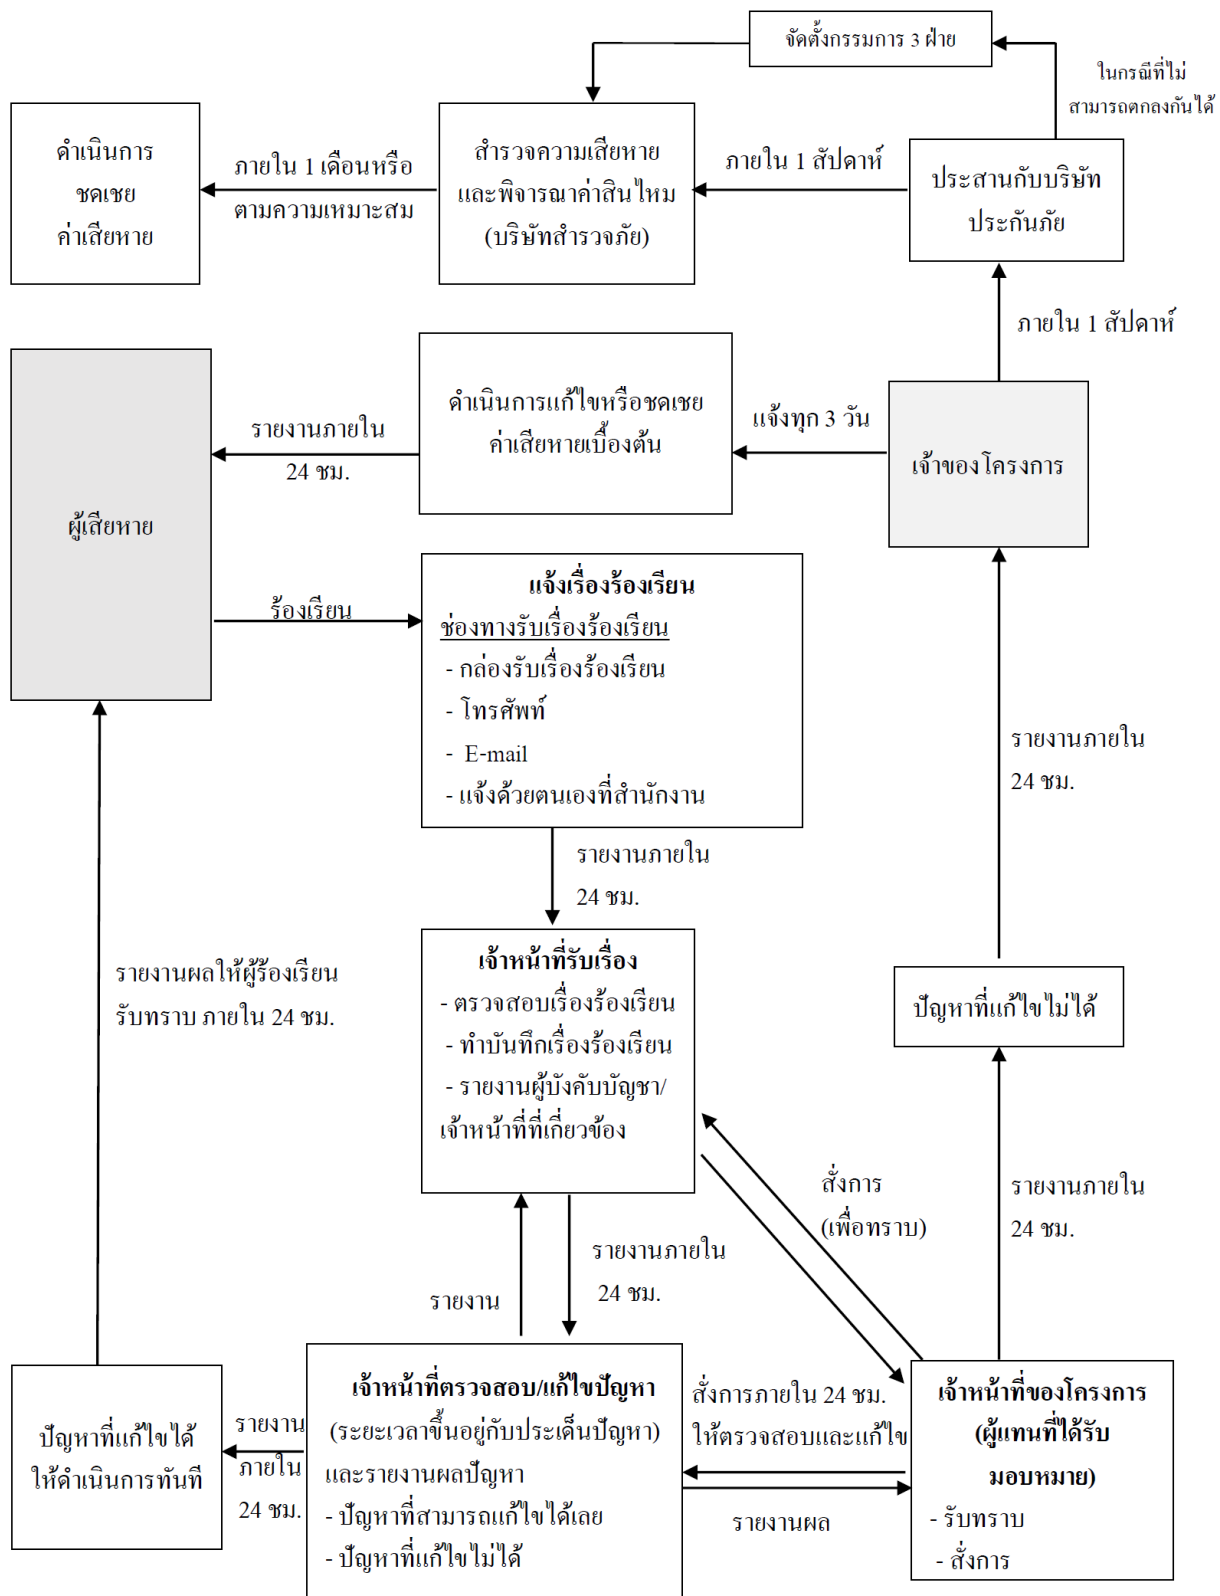 จัดตั้งกรรมการ 3 ฝ่าย
ในกรณีที่ไม่
สามารถตกลงกันได้
ดำเนินการ
ชดเชย
ค่าเสียหาย
ภายใน 1 เดือนหรือ
ตามความเหมาะสม
สำรวจความเสียหาย
และพิจารณาค่าสินไหม
(บริษัทสำรวจภัย)
ภายใน 1 สัปดาห์
ประสานกับบริษัท
ประกันภัย
ภายใน 1 สัปดาห์
ผู้เสียหาย
รายงานภายใน
24 ชม.
ดำเนินการแก้ไขหรือชดเชย
ค่าเสียหายเบื้องต้น
แจ้งทุก 3 วัน
เจ้าของโครงการ
ร้องเรียน
แจ้งเรื่องร้องเรียน
ช่องทางรับเรื่องร้องเรียน
- กล่องรับเรื่องร้องเรียน
- โทรศัพท์
- E-mail
- แจ้งด้วยตนเองที่สำนักงาน
รายงานภายใน
24 ชม.
รายงานภายใน
24 ชม.
รายงานผลให้ผู้ร้องเรียน
รับทราบ ภายใน 24 ชม.
เจ้าหน้าที่รับเรื่อง
- ตรวจสอบเรื่องร้องเรียน
- ทำบันทึกเรื่องร้องเรียน
- รายงานผู้บังคับบัญชา/
เจ้าหน้าที่ที่เกี่ยวข้อง
ปัญหาที่แก้ไขไม่ได้
สั่งการ
(เพื่อทราบ)
รายงานภายใน
24 ชม.
รายงาน
รายงานภายใน
24 ชม.
ปัญหาที่แก้ไขได้
ให้ดำเนินการทันที
รายงาน
ภายใน
24 ชม.
เจ้าหน้าที่ตรวจสอบ/แก้ไขปัญหา
(ระยะเวลาขึ้นอยู่กับประเด็นปัญหา)
และรายงานผลปัญหา
- ปัญหาที่สามารถแก้ไขได้เลย
- ปัญหาที่แก้ไขไม่ได้
สั่งการภายใน 24 ชม.
ให้ตรวจสอบและแก้ไข
รายงานผล
เจ้าหน้าที่ของโครงการ
(ผู้แทนที่ได้รับ
มอบหมาย)
- รับทราบ
- สั่งการ